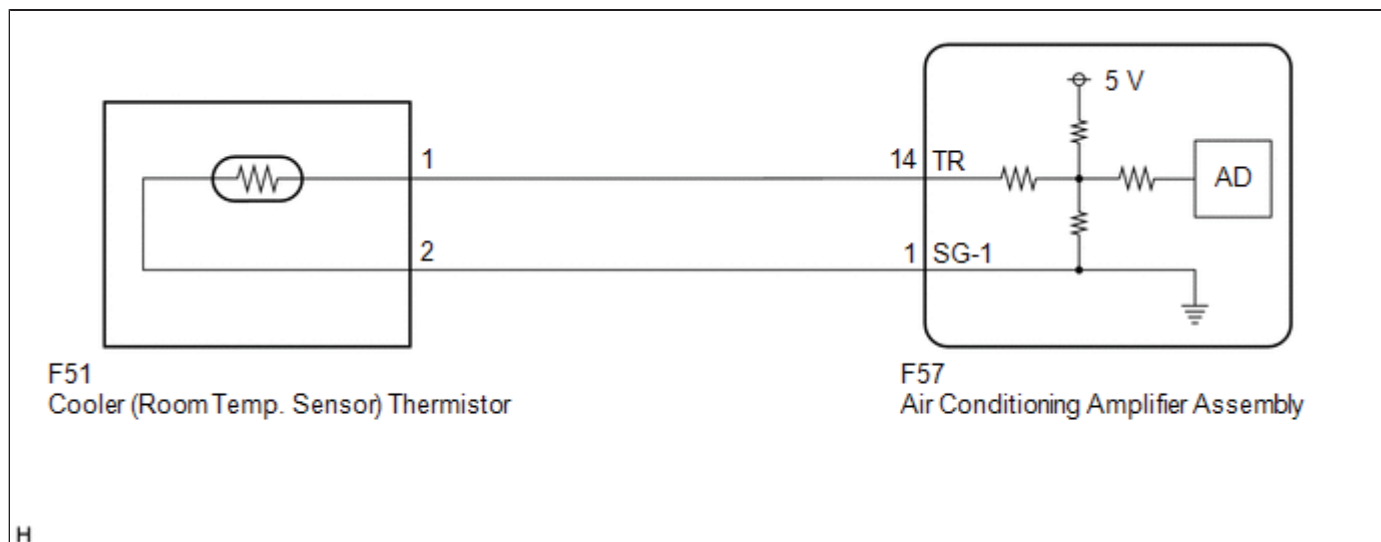 5 V
1
14 TR
AD
2
1 SG-1
F51
Cooler (Room Temp. Sensor) Thermistor
F57
Air Conditioning Amplifier Assembly
H